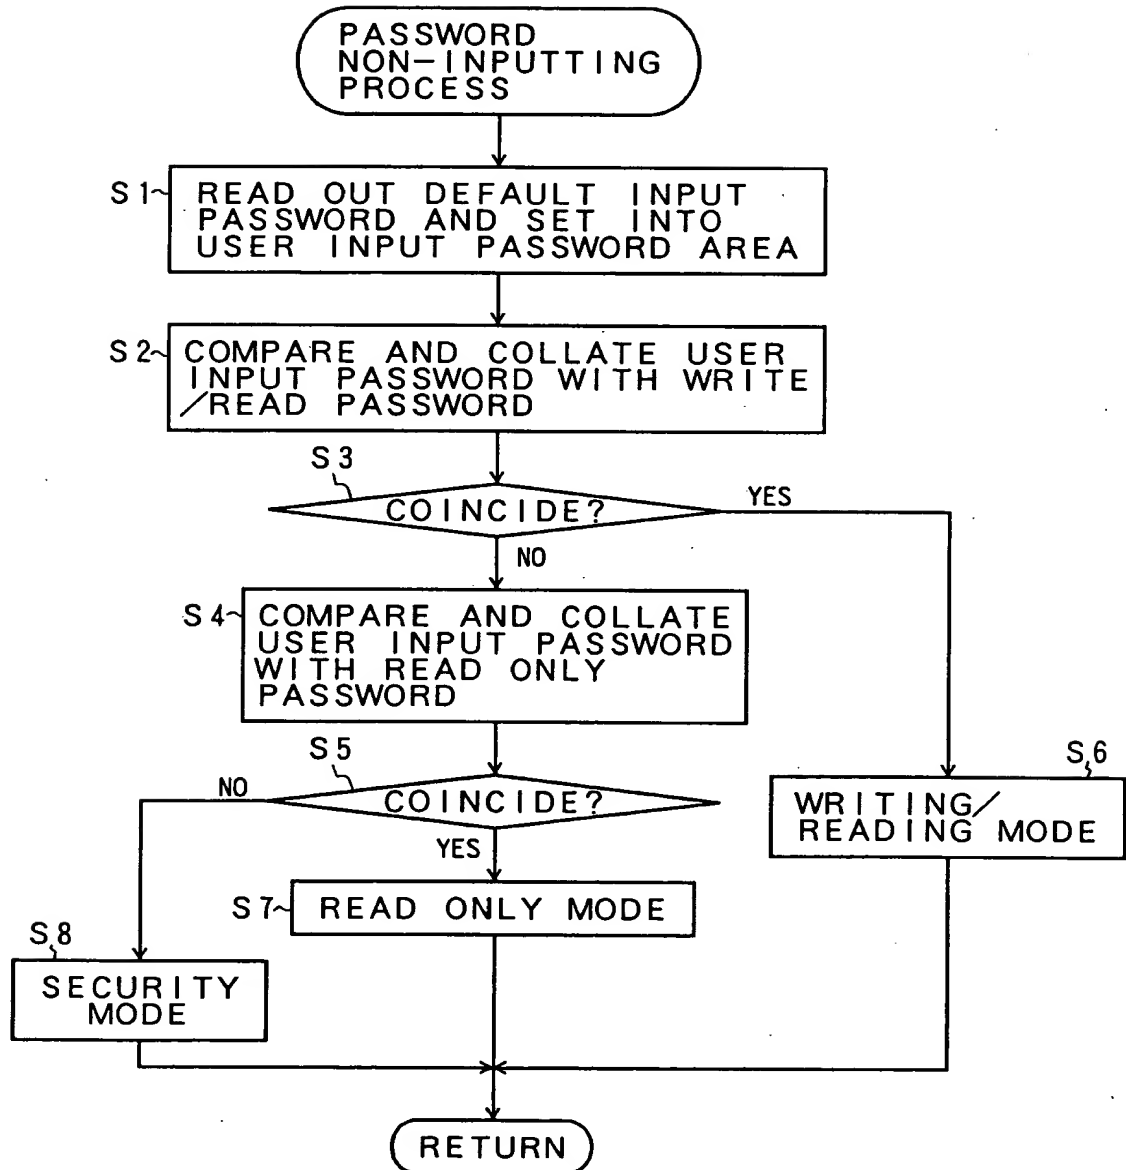 PASSWORD
NON-INPUTTING
PROCESS
S1
READ OUT DEFAULT INPUT
PASSWORD AND SET INTO
USER INPUT PASSWORD AREA
S2
COMPARE AND COLLATE USER
INPUT PASSWORD WITH WRITE
/READ PASSWORD
S3
COINCIDE?
YES
NO
S4
COMPARE AND COLLATE
USER INPUT PASSWORD
WITH READ ONLY
PASSWORD
S5
COINCIDE?
NO
YES
S6
WRITING/
READING MODE
S7
READ ONLY MODE
S8
SECURITY
MODE
RETURN